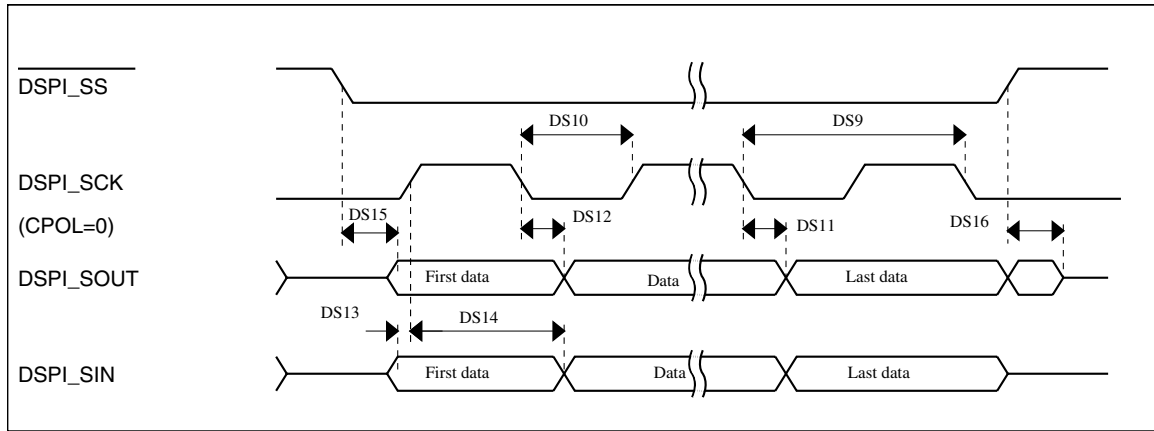 DSPI_SS
DS10
DS9
DSPI_SCK
(CPOL=0)
DS15
DS12
DS11
DS16
DSPI_SOUT
First data
Data
Last data
DS13
DS14
DSPI_SIN
First data
Data
Last data